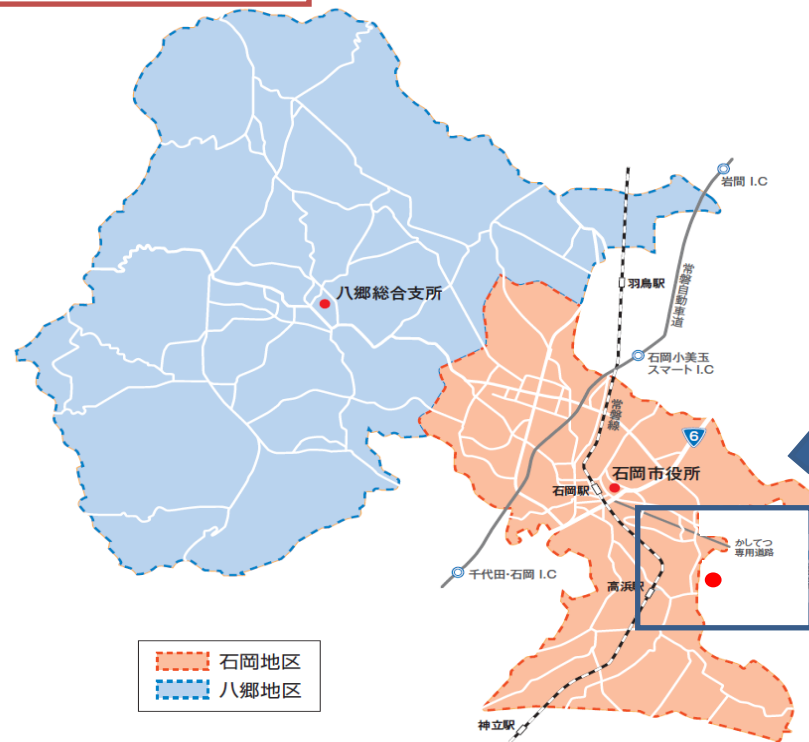 岩間 I.C
羽鳥駅
常磐自動車道
八郷総合支所
石岡小美玉
スマート I.C
常磐線
6
石岡市役所
石岡駅
かしてつ
専用道路
千代田・石岡 I.C
高浜駅
石岡地区
八郷地区
神立駅